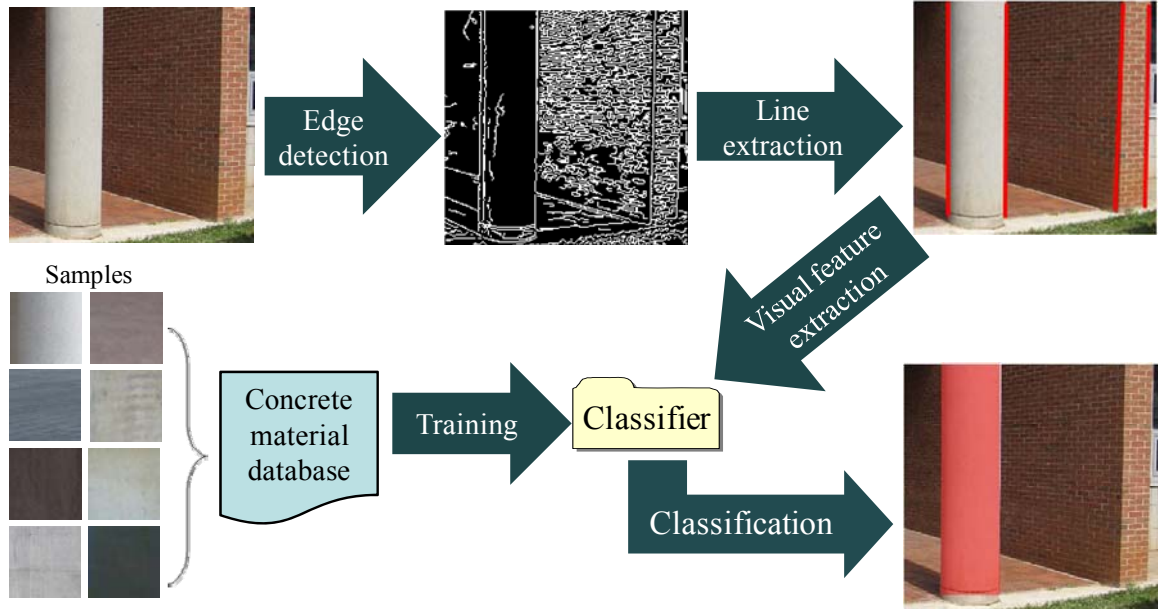 Edge
detection
Line
extraction
Visual feature
extraction
Samples
Concrete
material
database
Training
Classifier
Classification